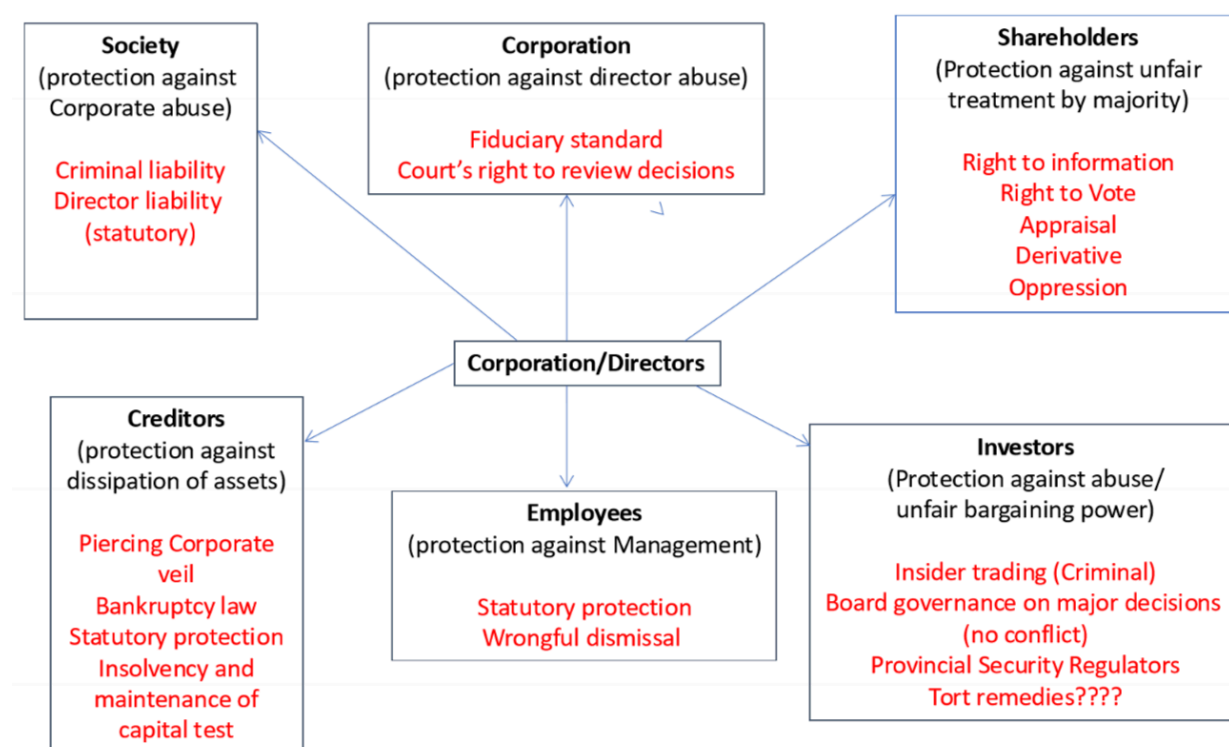 Society
(protection against
Corporate abuse)
Criminal liability
Director liability
(statutory)
Corporation
(protection against director abuse)
Fiduciary standard
Court's right to review decisions
Shareholders
(Protection against unfair
treatment by majority)
Right to information
Right to Vote
Appraisal
Derivative
Oppression
Corporation/Directors
Creditors
(protection against
dissipation of assets)
Piercing Corporate
veil
Bankruptcy law
Statutory protection
Insolvency and
maintenance of
capital test
Employees
(protection against Management)
Statutory protection
Wrongful dismissal
Investors
(Protection against abuse/
unfair bargaining power)
Insider trading (Criminal)
Board governance on major decisions
(no conflict)
Provincial Security Regulators
Tort remedies????